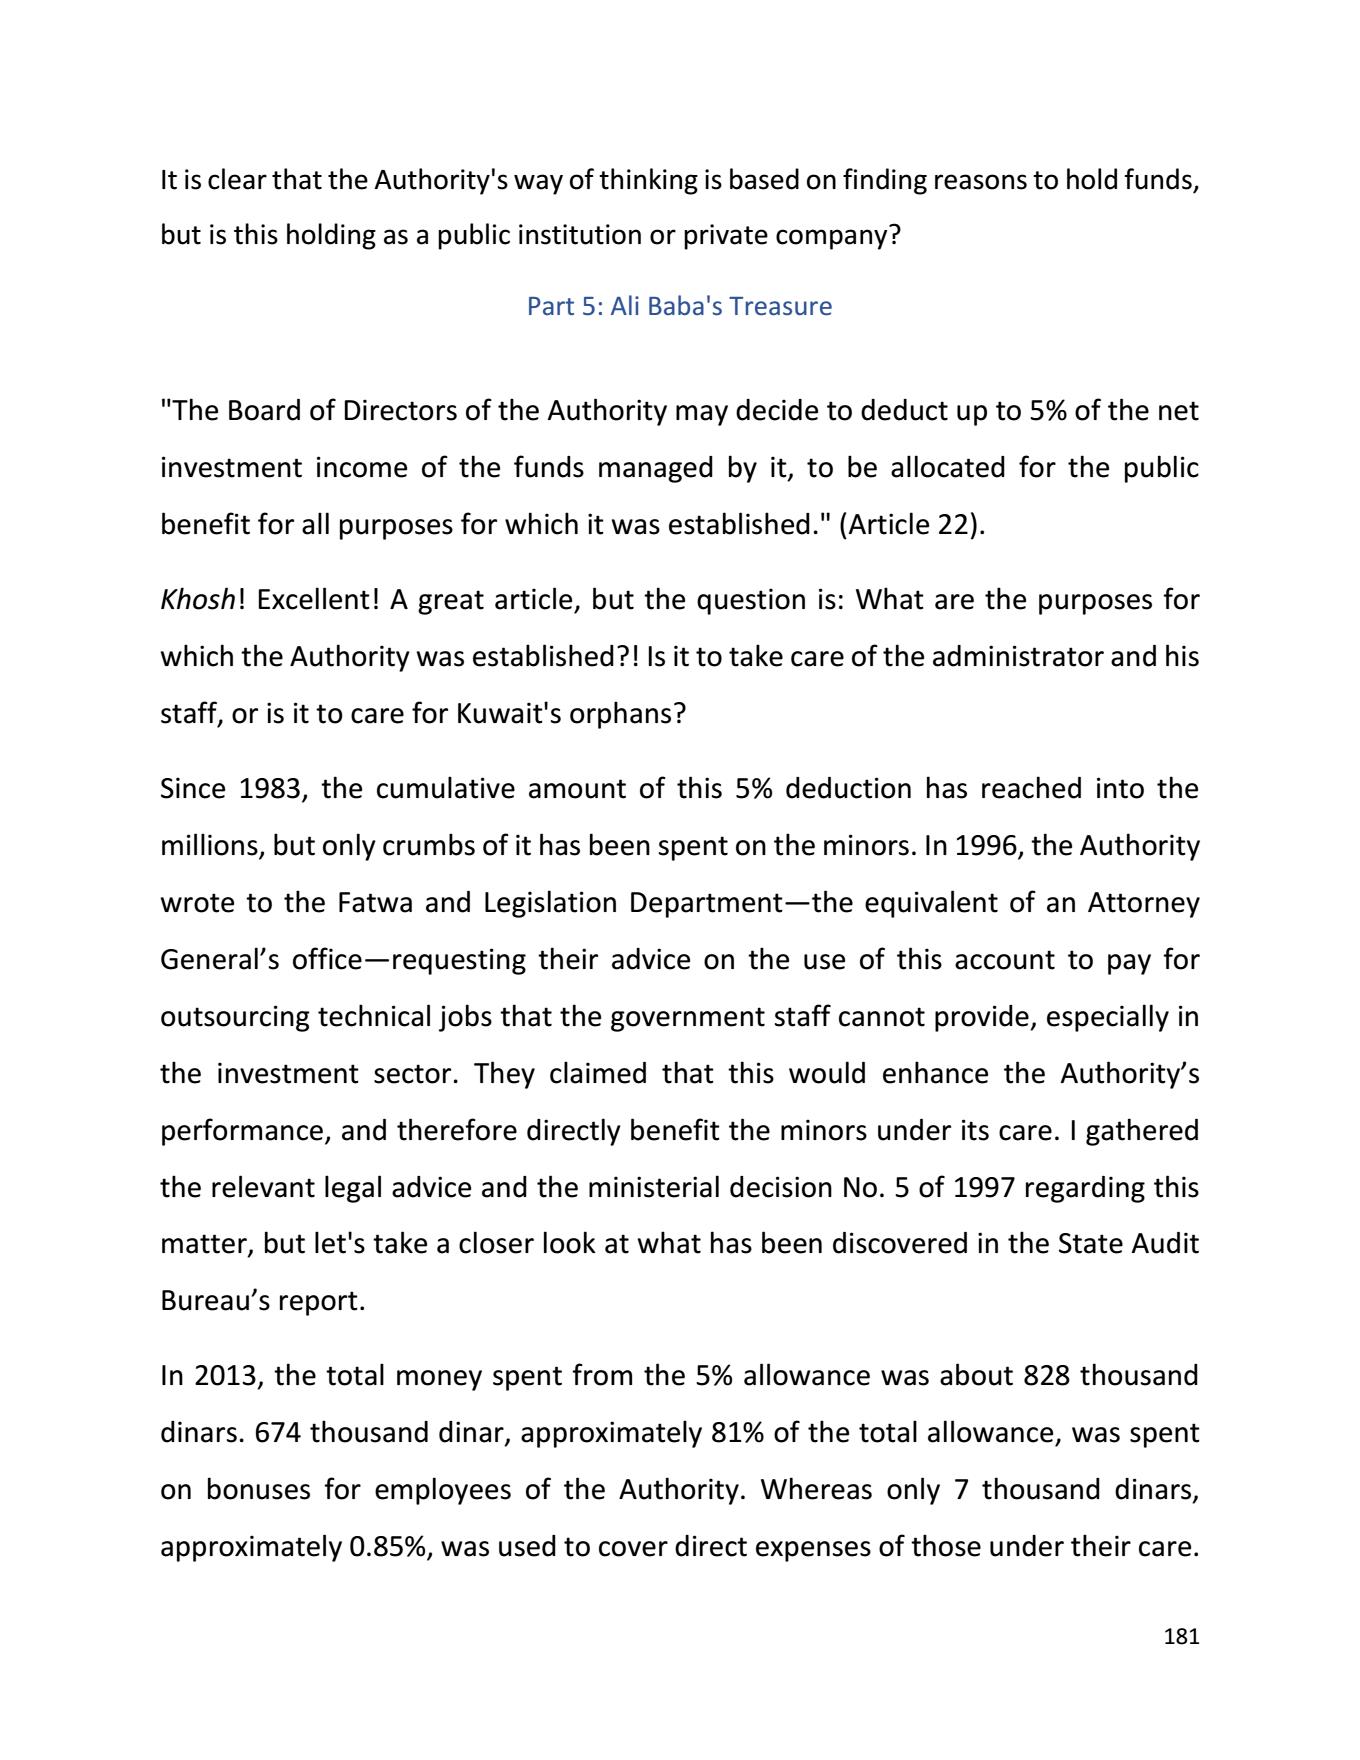 It is clear that the Authority's way of thinking is based on finding reasons to hold funds,
but is this holding as a public institution or private company?
Part 5: Ali Baba's Treasure
"The Board of Directors of the Authority may decide to deduct up to 5% of the net
investment income of the funds managed by it, to be allocated for the public
benefit for all purposes for which it was established." (Article 22).
Khosh! Excellent! A great article, but the question is: What are the purposes for
which the Authority was established?! Is it to take care of the administrator and his
staff, or is it to care for Kuwait's orphans?
Since 1983, the cumulative amount of this 5% deduction has reached into the
millions, but only crumbs of it has been spent on the minors. In 1996, the Authority
wrote to the Fatwa and Legislation Department—the equivalent of an Attorney
General’s office—requesting their advice on the use of this account to pay for
outsourcing technical jobs that the government staff cannot provide, especially in
the investment sector. They claimed that this would enhance the Authority’s
performance, and therefore directly benefit the minors under its care. I gathered
the relevant legal advice and the ministerial decision No. 5 of 1997 regarding this
matter, but let's take a closer look at what has been discovered in the State Audit
Bureau’s report.
In 2013, the total money spent from the 5% allowance was about 828 thousand
dinars. 674 thousand dinar, approximately 81% of the total allowance, was spent
on bonuses for employees of the Authority. Whereas only 7 thousand dinars,
approximately 0.85%, was used to cover direct expenses of those under their care.
181